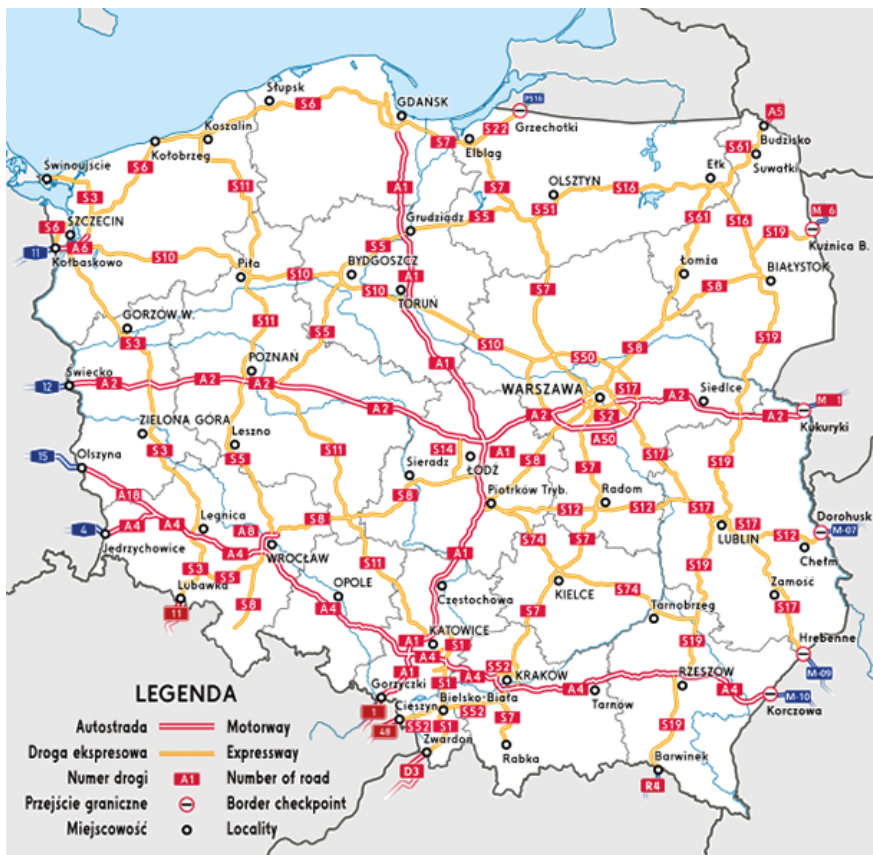 Słupsk
S6
GDAŃSK
P516
Grzechotki
S22
A5
Budzisko
S61
Suwałki
Koszalin
Kołobrzeg
S7
Elbląg
Świnoujście
S6
S3
S11
A1
S7
OLSZTYN
S16
Ełk
SZCZECIN
S6
A6
Kołbaskowo
11
Grudziądz
S5
S51
S61
S16
M 6
S19
Kuźnica B.
S10
S5
BYDGOSZCZ
Piła
S10
A1
S10
TORUŃ
S7
Łomża
S8
BIAŁYSTOK
GORZÓW W.
S3
S11
S5
A1
S10
S8
S19
POZNAŃ
S50
Świecko
12
A2
A2
A2
WARSZAWA
S17
A2
Siedlce
M 1
A2
S2
A2
A2
Kukuryki
A50
ZIELONA GÓRA
Leszno
S3
S5
S11
S14
A1
ŁÓDŹ
S8
S7
S17
S19
15
Olszyna
Sieradz
S8
Piotrków Tryb.
Radom
A18
Legnica
A8
S8
S12
S12
S17
Dorohusk
4
A4
A4
A4
WROCŁAW
S74
S7
LUBLIN
S17
S12
M-07
Jedrzychowice
Chełm
S3
S5
S11
A1
Lubawka
S8
OPOLE
A4
Czestochowa
KIELCE
S74
S19
Zamość
S17
11
S7
Tarnobrzeg
KATOWICE
A1
S1
A4
A1
Hrebenne
S19
M-09
S52
KRAKÓW
S1
A4
RZESZÓW
A4
A4
M-10
Gorzyczki
Bielsko-Biała
Tarnów
Korczowa
1
Cięszyn
S52
48
S52
S1
S7
S19
Zwardoń
Rabka
Barwinek
D3
R4
LEGENDA
Autostrada Motorway
Droga ekspresowa Expressway
Numer drogi A1 Number of road
Przejście graniczne Border checkpoint
Miejscowość Locality